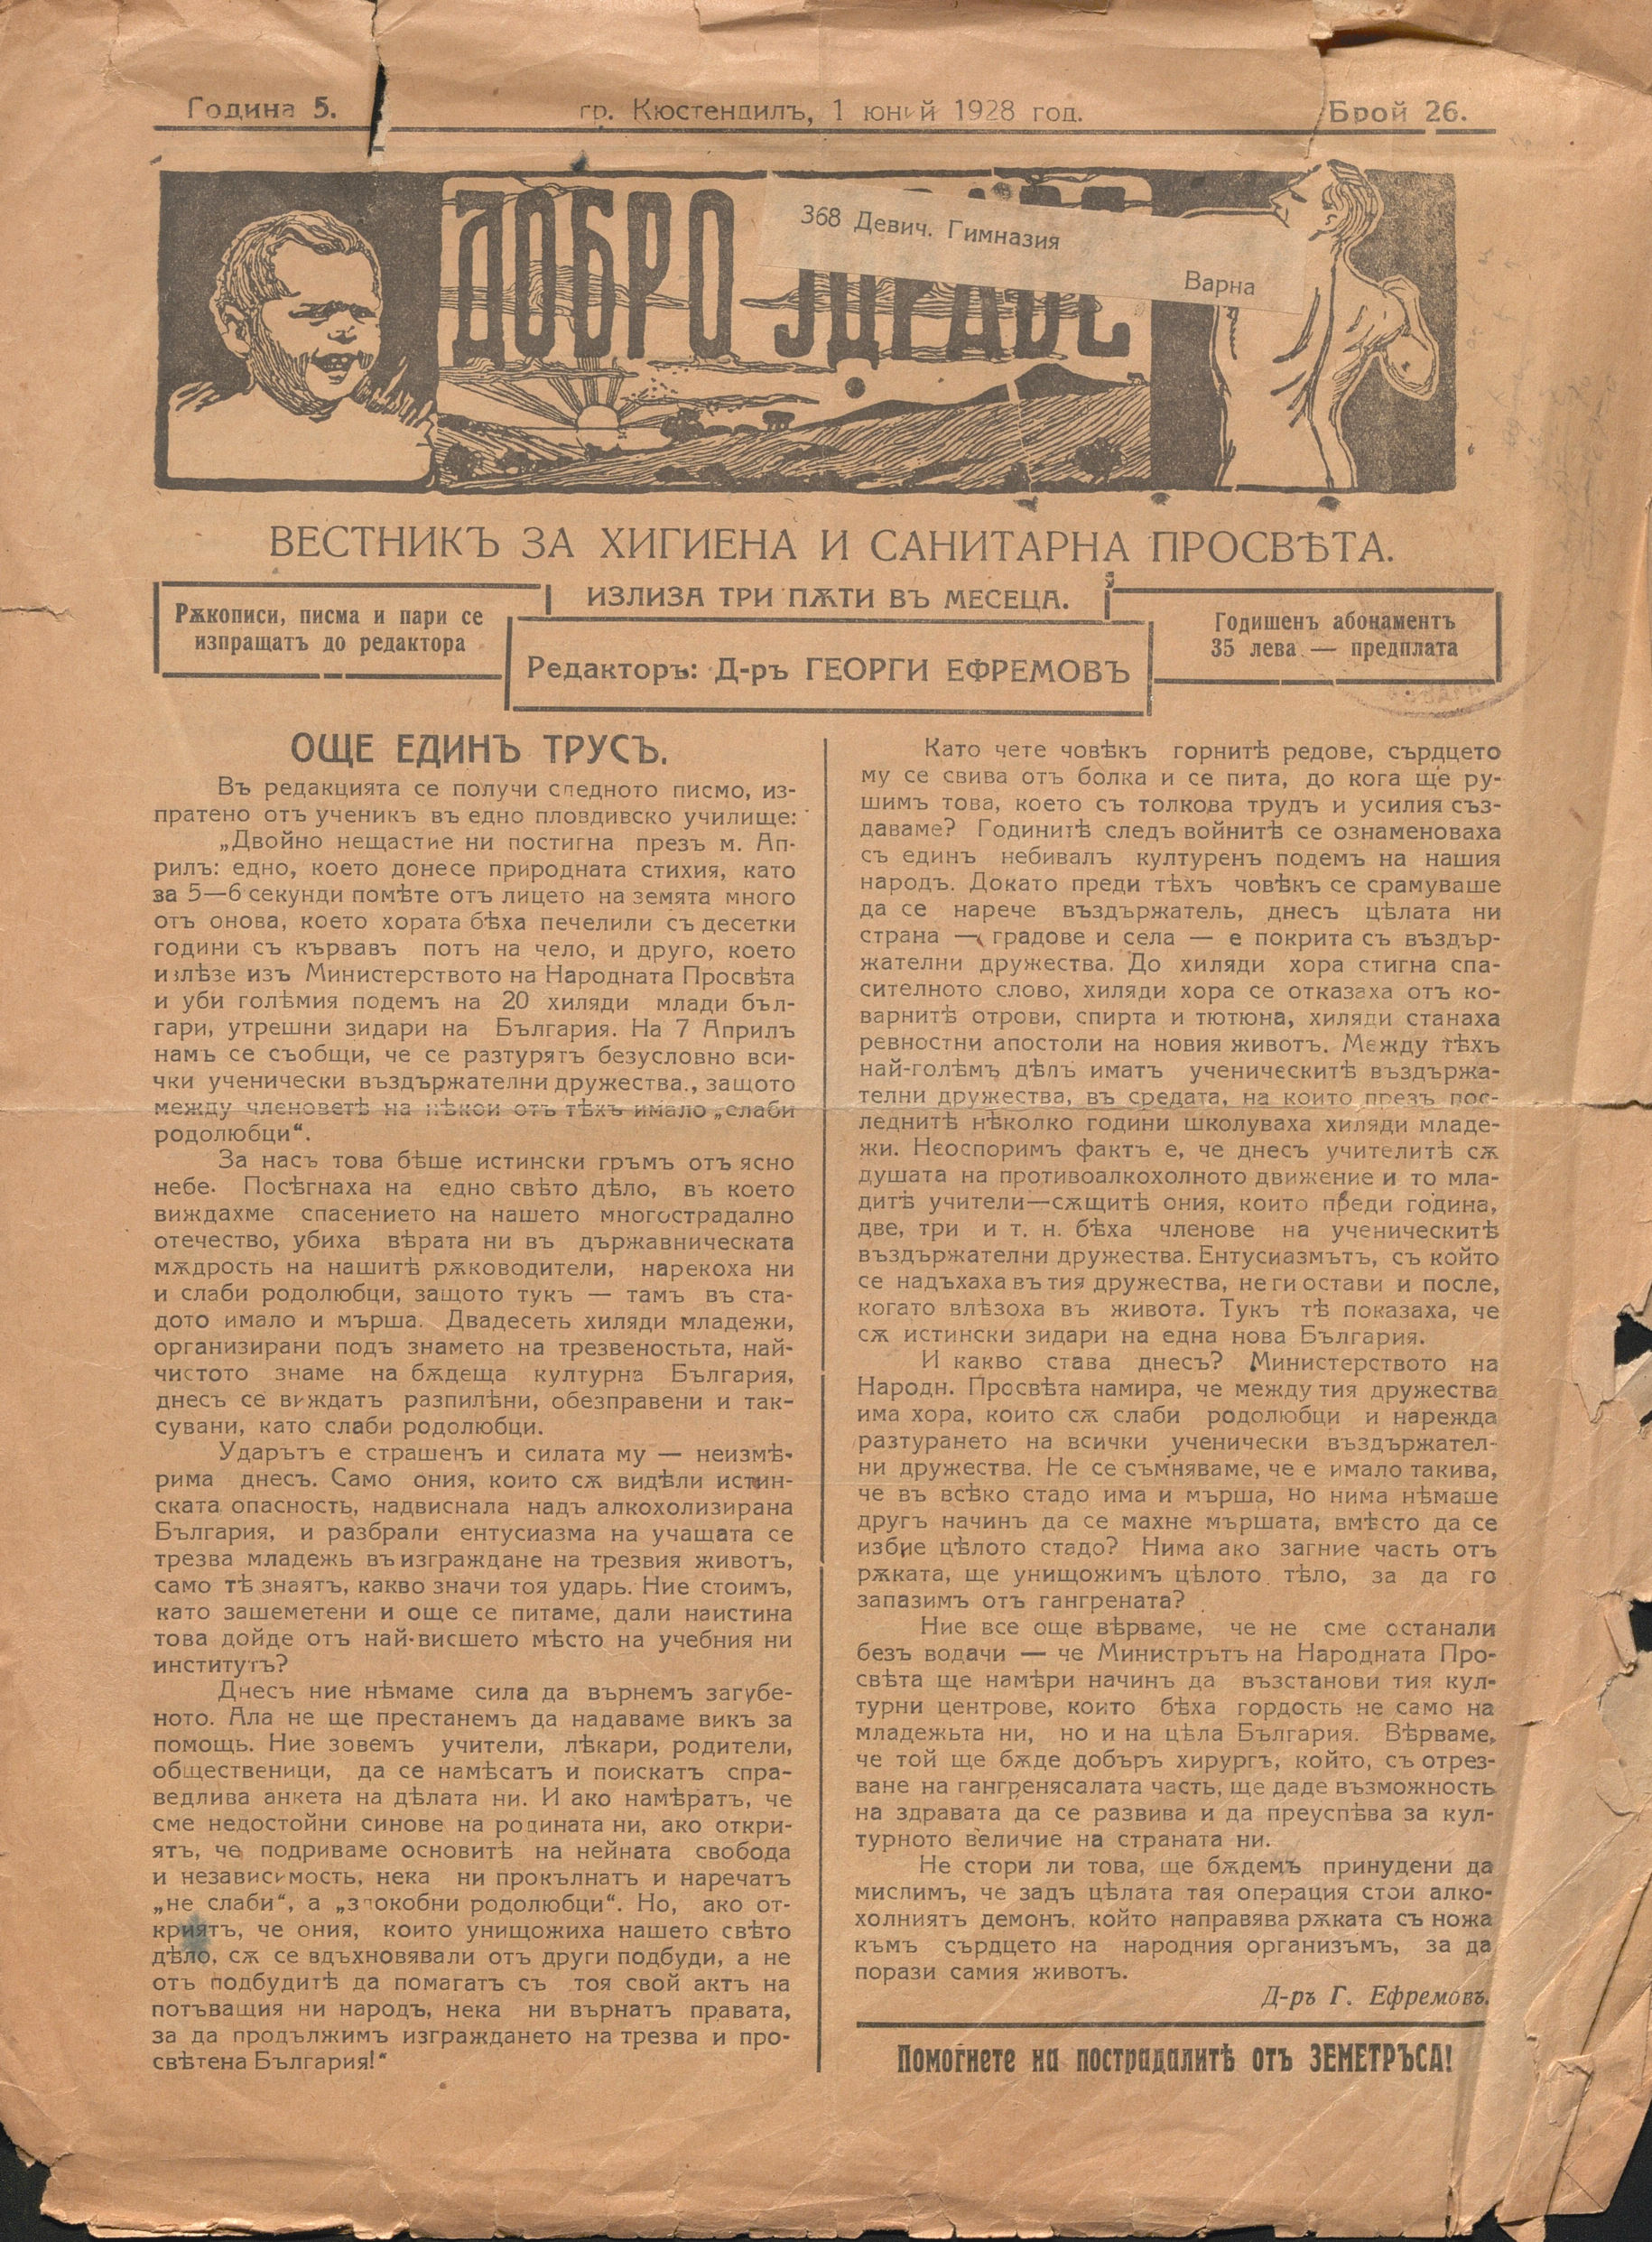 Година 5.
гр. Кюстендилъ, 1 юний 1928 год.
Брой 26.
ДОБРО ЗДРАВЕ
368 Девич. Гимназия
Варна
ВЕСТНИКЪ ЗА ХИГИЕНА И САНИТАРНА ПРОСВѢТА.
ИЗЛИЗА ТРИ ПѪТИ ВЪ МЕСЕЦА.
Рѫкописи, писма и пари се
изпращатъ до редактора
Редакторъ: Д-ръ ГЕОРГИ ЕФРЕМОВЪ
Годишенъ абонаментъ
35 лева — предплата
ОЩЕ ЕДИНЪ ТРУСЪ.
Въ редакцията се получи следното писмо, из-
пратено отъ ученикъ въ едно пловдивско училище:
„Двойно нещастие ни постигна презъ м. Ап-
рилъ: едно, което донесе природната стихия, като
за 5—6 секунди помѣте отъ лицето на земята много
отъ онова, което хората бѣха печелили съ десетки
години съ кървавъ потъ на чело, и друго, което
излѣзе изъ Министерството на Народната Просвѣта
и уби голѣмия подемъ на 20 хиляди млади бъл-
гари, утрешни зидари на България. На 7 Априлъ
намъ се съобщи, че се разтурятъ безусловно вси-
чки ученически въздържателни дружества., защото
между членоветѣ на нѣкои отъ тѣхъ имало „слаби
родолюбци“.
За насъ това бѣше истински гръмъ отъ ясно
небе. Посѣгнаха на едно свѣто дѣло, въ което
виждахме спасението на нашето многострадално
отечество, убиха вѣрата ни въ държавническата
мѫдрость на нашитѣ рѫководители, нарекоха ни
и слаби родолюбци, защото тукъ — тамъ въ ста-
дото имало и мърша. Двадесеть хиляди младежи,
организирани подъ знамето на трезвеностьта, най-
чистото знаме на бѫдеща културна България,
днесъ се виждатъ разпилѣни, обезправени и так-
сувани, като слаби родолюбци.
Ударътъ е страшенъ и силата му — неизмѣ-
рима днесъ. Само ония, които сѫ видѣли истин-
ската опасность, надвиснала надъ алкохолизирана
България, и разбрали ентусиазма на учащата се
трезва младежь въ изграждане на трезвия животъ,
само тѣ знаятъ, какво значи тоя ударь. Ние стоимъ,
като зашеметени и още се питаме, дали наистина
това дойде отъ най-висшето мѣсто на учебния ни
институтъ?
Днесъ ние нѣмаме сила да върнемъ загубе-
ното. Ала не ще престанемъ да надаваме викъ за
помощь. Ние зовемъ учители, лѣкари, родители,
общественици, да се намѣсатъ и поискатъ спра-
ведлива анкета на дѣлата ни. И ако намѣратъ, че
сме недостойни синове на родината ни, ако откри-
ятъ, че подриваме основитѣ на нейната свобода
и независимость, нека ни прокълнатъ и наречатъ
„не слаби“, а „злокобни родолюбци“. Но, ако от-
криятъ, че ония, които унищожиха нашето свѣто
дѣло, сѫ се вдъхновявали отъ други подбуди, а не
отъ подбудитѣ да помагатъ съ тоя свой актъ на
потъващия ни народъ, нека ни върнатъ правата,
за да продължимъ изграждането на трезва и про-
свѣтена България!“
Като чете човѣкъ горнитѣ редове, сърдцето
му се свива отъ болка и се пита, до кога ще ру-
шимъ това, което съ толкова трудъ и усилия съз-
даваме? Годинитѣ следъ войнитѣ се ознаменоваха
съ единъ небивалъ културенъ подемъ на нашия
народъ. Докато преди тѣхъ човѣкъ се срамуваше
да се нарече въздържатель, днесъ цѣлата ни
страна — градове и села — е покрита съ въздър-
жателни дружества. До хиляди хора стигна спа-
сителното слово, хиляди хора се отказаха отъ ко-
варнитѣ отрови, спирта и тютюна, хиляди станаха
ревностни апостоли на новия животъ. Между тѣхъ
най-голѣмъ дѣлъ иматъ ученическитѣ въздържа-
телни дружества, въ средата, на които презъ пос-
леднитѣ нѣколко години школуваха хиляди младе-
жи. Неоспоримъ фактъ е, че днесъ учителитѣ сѫ
душата на противоалкохолното движение и то мла-
дитѣ учители—сѫщитѣ ония, които преди година,
две, три и т. н. бѣха членове на ученическитѣ
въздържателни дружества. Ентусиазмътъ, съ който
се надъхаха въ тия дружества, не ги остави и после,
когато влѣзоха въ живота. Тукъ тѣ показаха, че
сѫ истински зидари на една нова България.
И какво става днесъ? Министерството на
Народн. Просвѣта намира, че между тия дружества
има хора, които сѫ слаби родолюбци и нарежда
разтурането на всички ученически въздържател-
ни дружества. Не се съмняваме, че е имало такива,
че въ всѣко стадо има и мърша, но нима нѣмаше
другъ начинъ да се махне мършата, вмѣсто да се
избие цѣлото стадо? Нима ако загние часть отъ
рѫката, ще унищожимъ цѣлото тѣло, за да го
запазимъ отъ гангрената?
Ние все още вѣрваме, че не сме останали
безъ водачи — че Министрътъ на Народната Про-
свѣта ще намѣри начинъ да възстанови тия кул-
турни центрове, които бѣха гордость не само на
младежьта ни, но и на цѣла България. Вѣрваме,
че той ще бѫде добъръ хирургъ, който, съ отрез-
ване на гангренясалата часть, ще даде възможность
на здравата да се развива и да преуспѣва за кул-
турното величие на страната ни.
Не стори ли това, ще бѫдемъ принудени да
мислимъ, че задъ цѣлата тая операция стои алко-
холниятъ демонъ, който направява рѫката съ ножа
къмъ сърдцето на народния организъмъ, за да
порази самия животъ.
Д-ръ Г. Ефремовъ.
Помогнете на пострадалитѣ отъ ЗЕМЕТРЪСА!